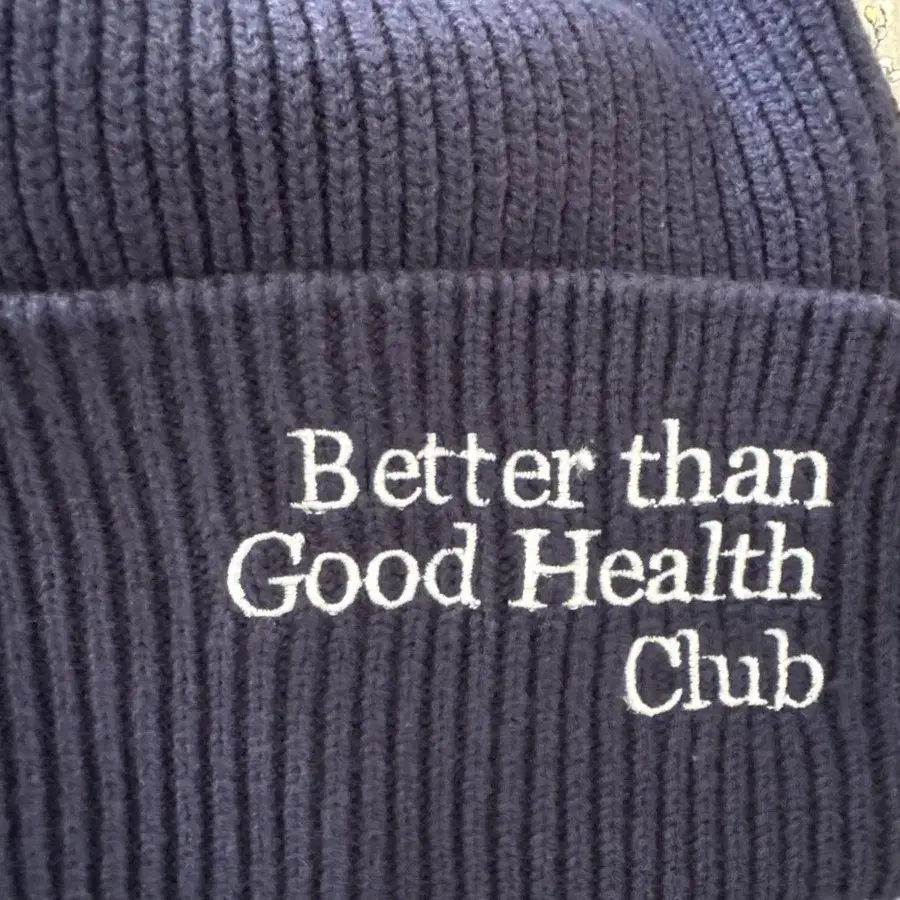 Better than
Good Health
Club